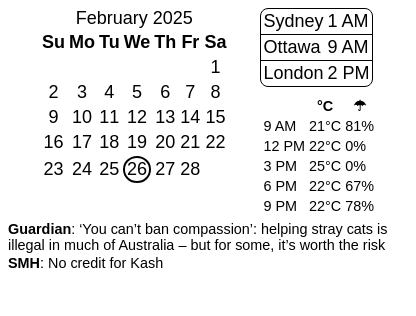 February 2025
Su Mo Tu We Th Fr Sa
1
2 3 4 5 6 7 8
9 10 11 12 13 14 15
16 17 18 19 20 21 22
23 24 25 26 27 28
Sydney 1 AM
Ottawa 9 AM
London 2 PM
°C ☂
9 AM 21°C 81%
12 PM 22°C 0%
3 PM 25°C 0%
6 PM 22°C 67%
9 PM 22°C 78%
Guardian: ‘You can’t ban compassion’: helping stray cats is
illegal in much of Australia – but for some, it’s worth the risk
SMH: No credit for Kash